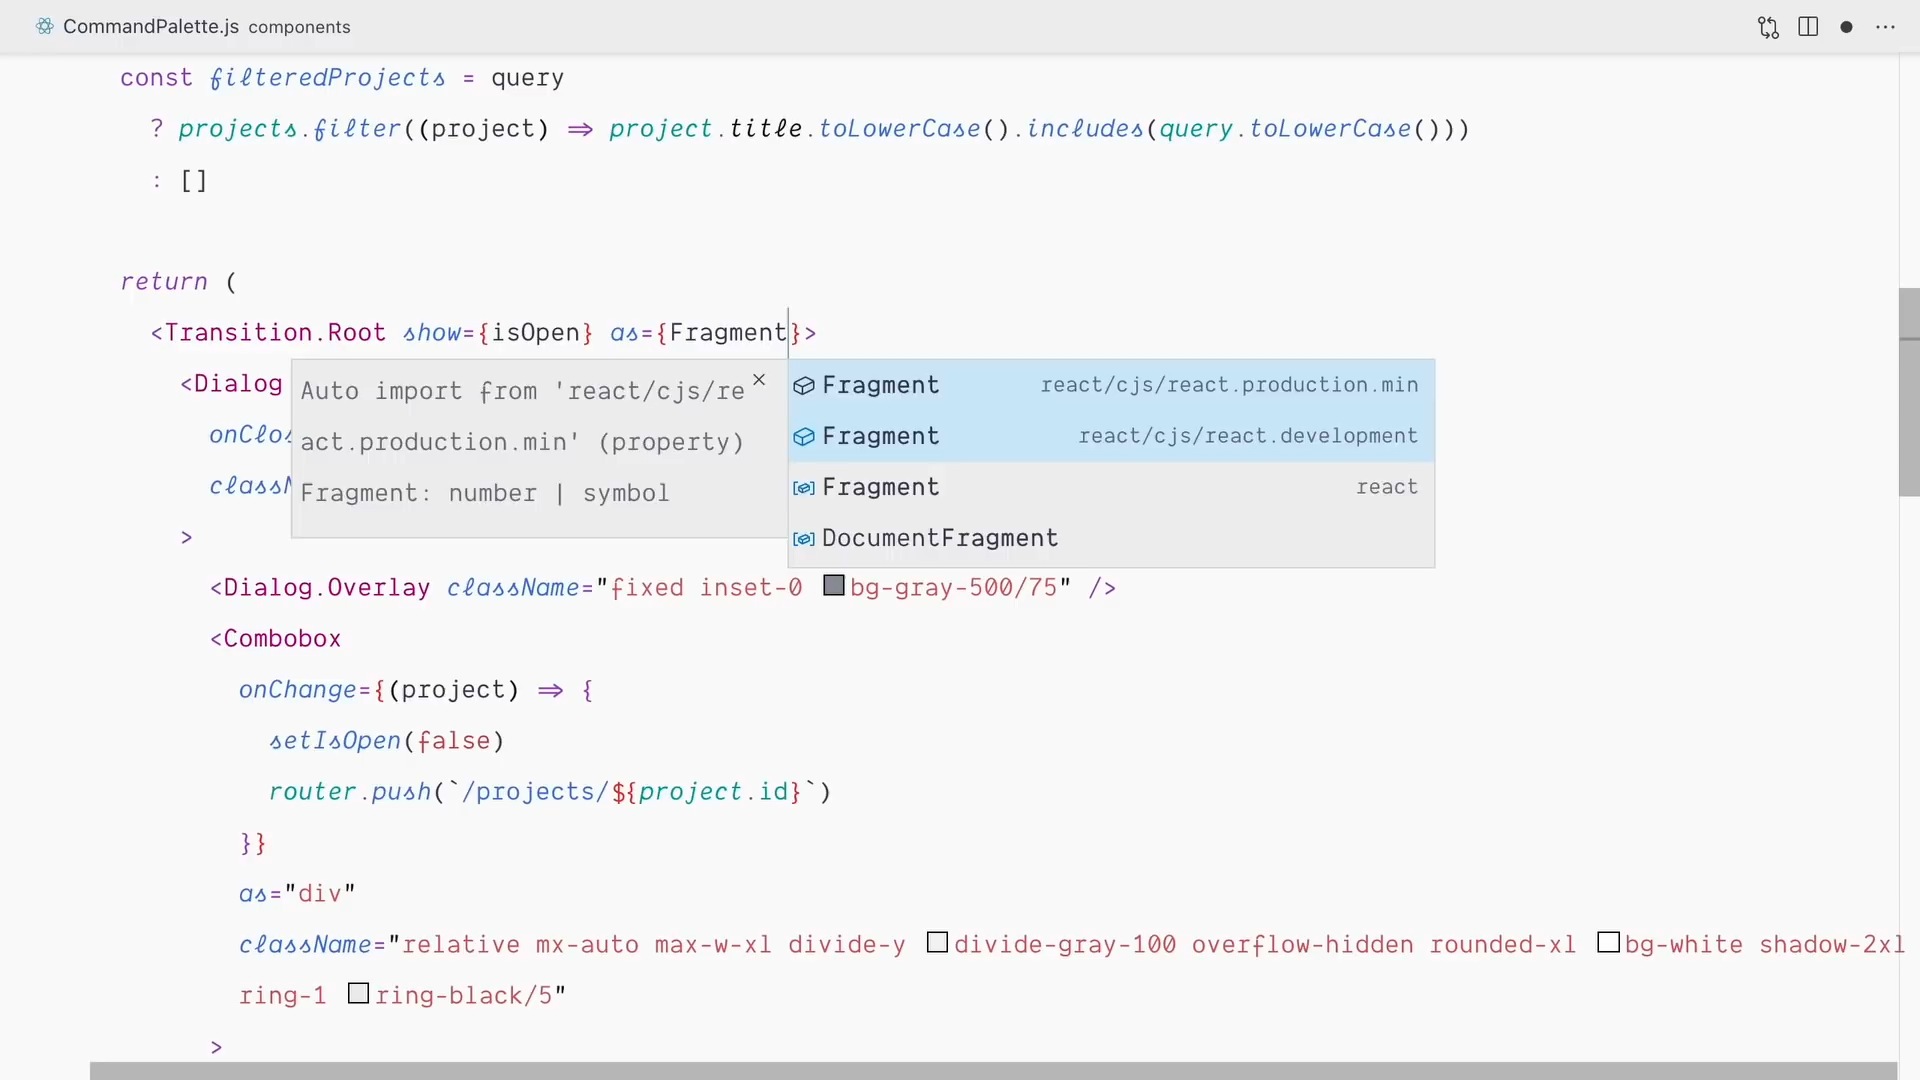 CommandPalette.js components
const filteredProjects = query
? projects.filter((project) ⇒ project.title.toLowerCase().includes(query.toLowerCase()))
: []
return (
<Transition.Root show={isOpen} as={Fragment}>
<Dialog
onClos
classN
>
Auto import from 'react/cjs/re
act.production.min' (property)
Fragment: number | symbol
Fragment react/cjs/react.production.min
Fragment react/cjs/react.development
Fragment react
DocumentFragment
<Dialog.Overlay className="fixed inset-0 bg-gray-500/75" />
<Combobox
onChange={(project) ⇒ {
setIsOpen(false)
router.push(`/projects/${project.id}`)
}}
as="div"
className="relative mx-auto max-w-xl divide-y divide-gray-100 overflow-hidden rounded-xl bg-white shadow-2xl
ring-1 ring-black/5"
>